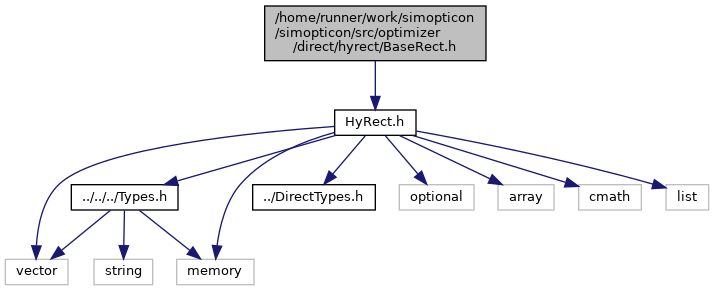 /home/runner/work/simopticon
/simopticon/src/optimizer
/direct/hyrect/BaseRect.h
HyRect.h
../../../Types.h
../DirectTypes.h
optional
array
cmath
list
vector
string
memory